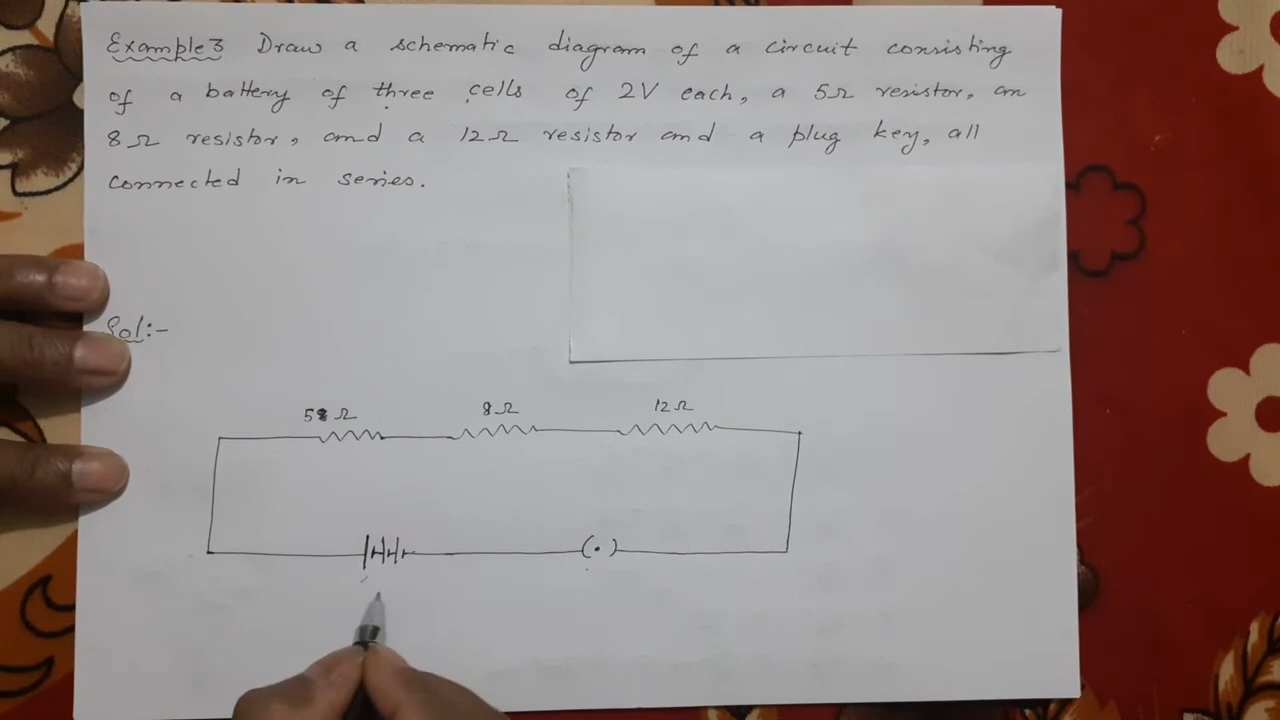 Example 3 Draw a schematic diagram of a circuit consisting
of a battery of three cells of 2V each, a 5Ω resistor, an
8Ω resistor, and a 12Ω resistor and a plug key, all
connected in series.
Sol:-
5 Ω 8Ω 12Ω